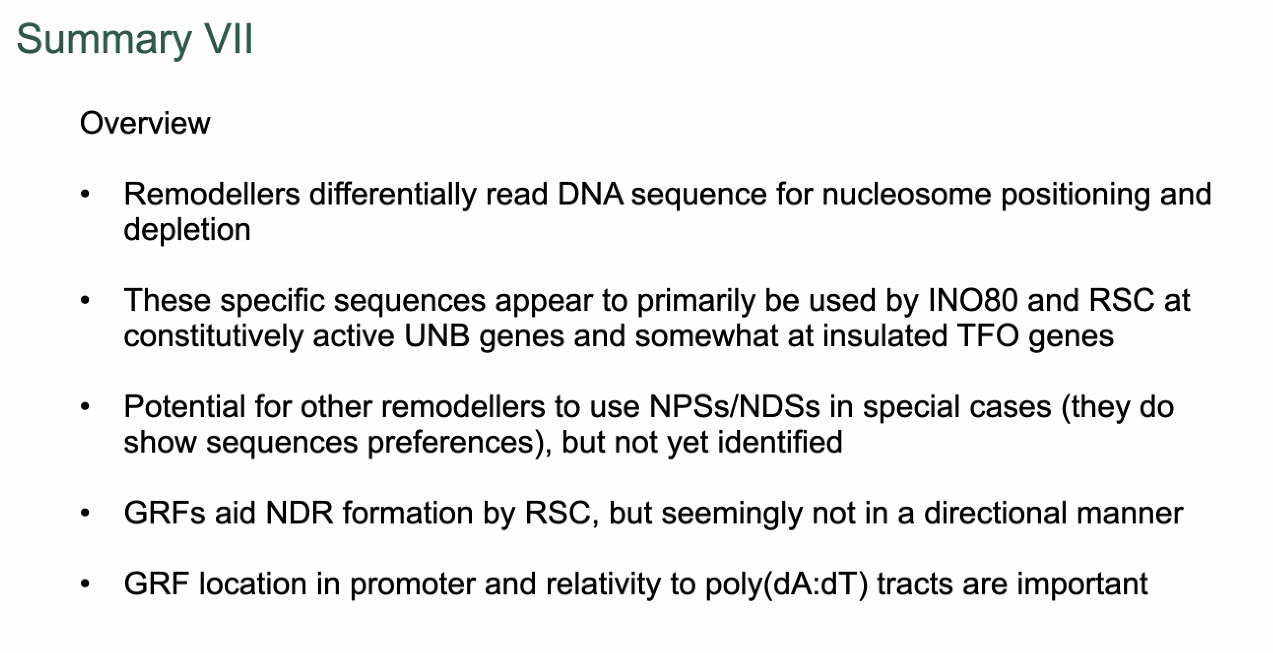 Summary VII
Overview
• Remodellers differentially read DNA sequence for nucleosome positioning and
depletion
• These specific sequences appear to primarily be used by INO80 and RSC at
constitutively active UNB genes and somewhat at insulated TFO genes
• Potential for other remodellers to use NPSs/NDSs in special cases (they do
show sequences preferences), but not yet identified
• GRFs aid NDR formation by RSC, but seemingly not in a directional manner
• GRF location in promoter and relativity to poly(dA:dT) tracts are important